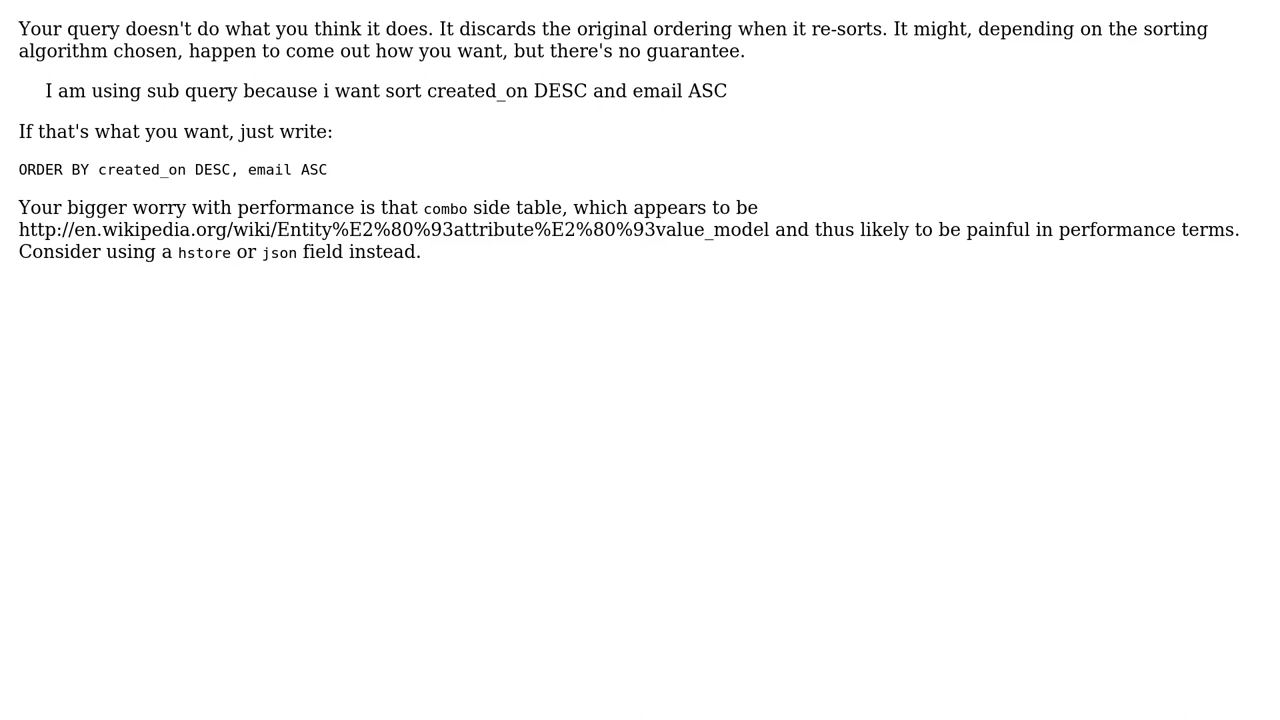 Your query doesn't do what you think it does. It discards the original ordering when it re-sorts. It might, depending on the sorting
algorithm chosen, happen to come out how you want, but there's no guarantee.
I am using sub query because i want sort created_on DESC and email ASC
If that's what you want, just write:
ORDER BY created_on DESC, email ASC
Your bigger worry with performance is that combo side table, which appears to be
http://en.wikipedia.org/wiki/Entity%E2%80%93attribute%E2%80%93value_model and thus likely to be painful in performance terms.
Consider using a hstore or json field instead.